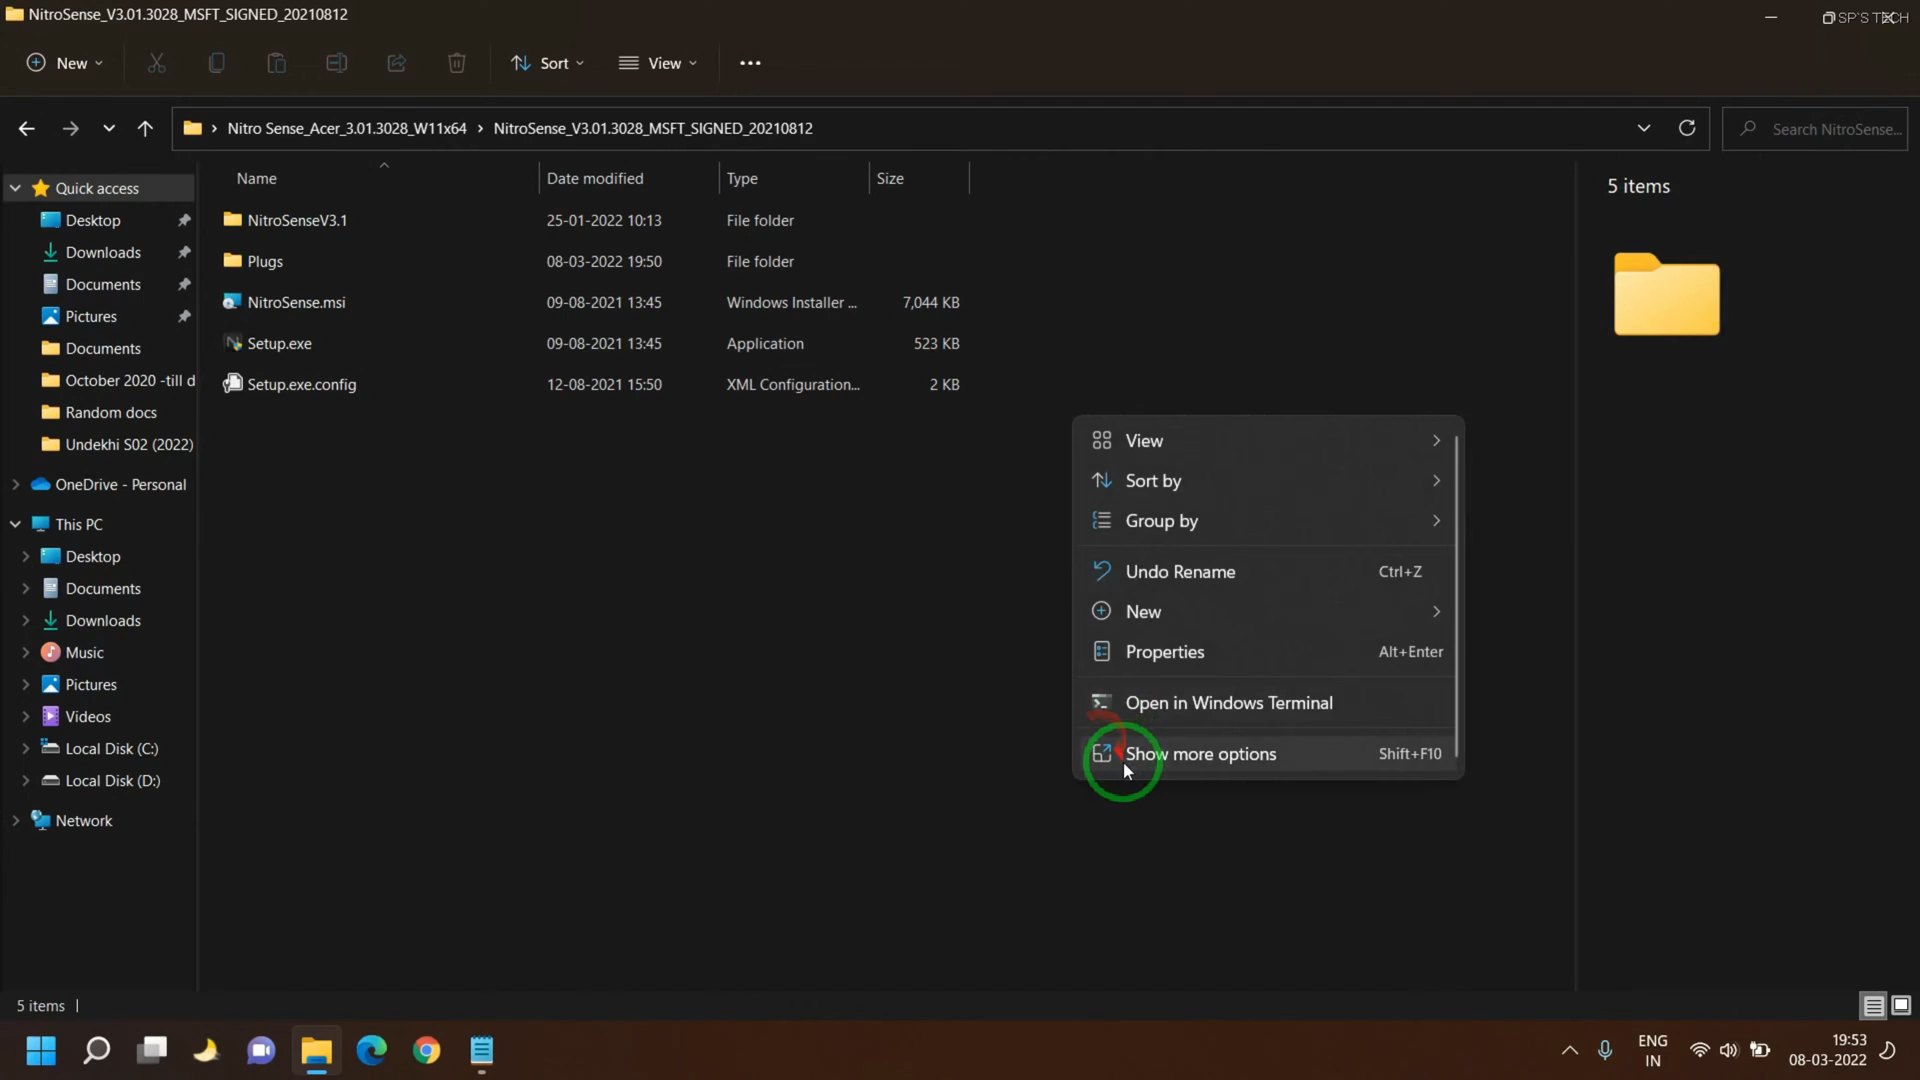 NitroSense_V3.01.3028_MSFT_SIGNED_20210812
SP'S TECH
New
Sort
View
Nitro Sense_Acer_3.01.3028_W11x64 > NitroSense_V3.01.3028_MSFT_SIGNED_20210812
Search NitroSense...
Name Date modified Type Size
NitroSenseV3.1 25-01-2022 10:13 File folder
Plugs 08-03-2022 19:50 File folder
NitroSense.msi 09-08-2021 13:45 Windows Installer ... 7,044 KB
Setup.exe 09-08-2021 13:45 Application 523 KB
Setup.exe.config 12-08-2021 15:50 XML Configuration... 2 KB
5 items
Quick access
Desktop
Downloads
Documents
Pictures
Documents
October 2020 -till d
Random docs
Undekhi S02 (2022)
OneDrive - Personal
This PC
Desktop
Documents
Downloads
Music
Pictures
Videos
Local Disk (C:)
Local Disk (D:)
Network
View
Sort by
Group by
Undo Rename Ctrl+Z
New
Properties Alt+Enter
Open in Windows Terminal
Show more options Shift+F10
5 items
ENG
IN
19:53
08-03-2022